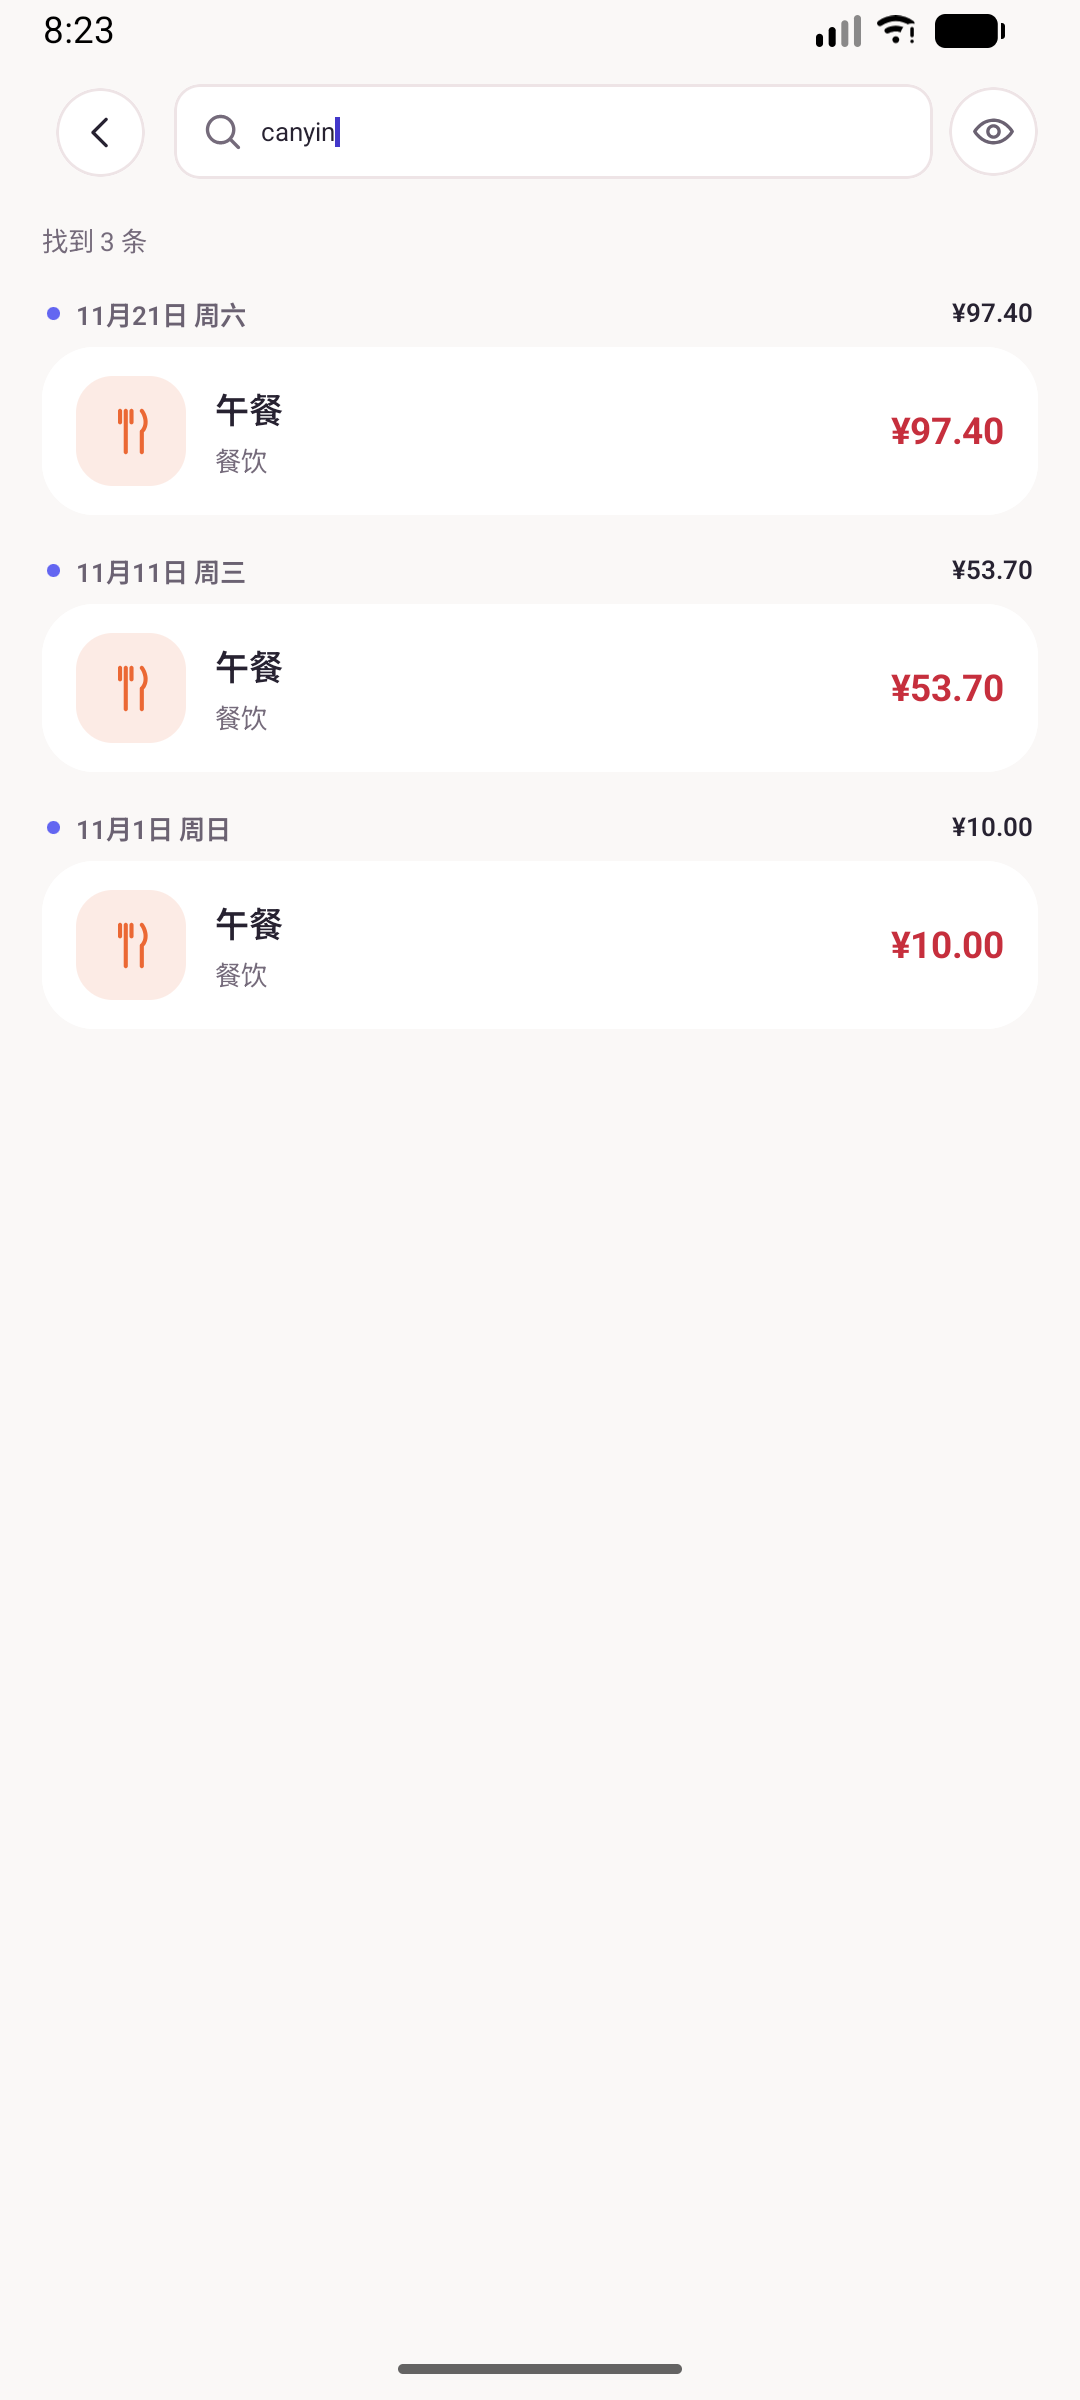 8:23
canyin
找到 3 条
11月21日 周六 ¥97.40
午餐
餐饮
¥97.40
11月11日 周三 ¥53.70
午餐
餐饮
¥53.70
11月1日 周日 ¥10.00
午餐
餐饮
¥10.00